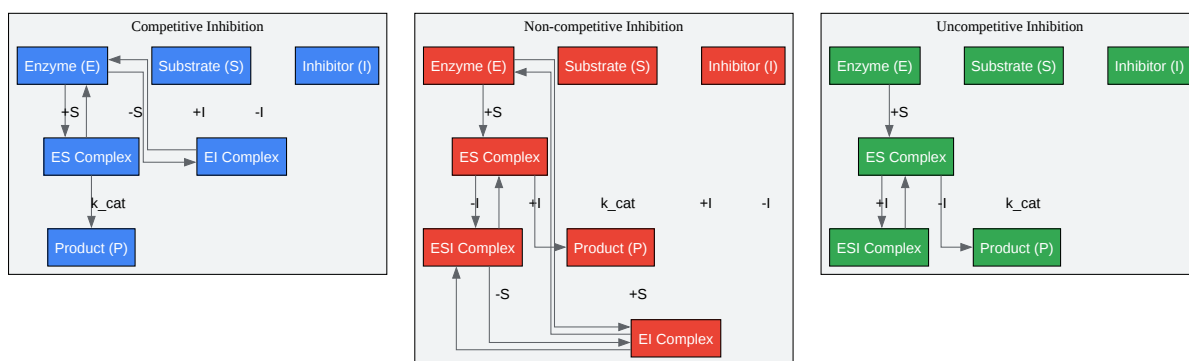 Competitive Inhibition
Enzyme (E)
Substrate (S)
Inhibitor (I)
+S
-S
+I
-I
ES Complex
EI Complex
k_cat
Product (P)
Non-competitive Inhibition
Enzyme (E)
Substrate (S)
Inhibitor (I)
+S
ES Complex
-I
+I
k_cat
+I
-I
ESI Complex
Product (P)
-S
+S
EI Complex
Uncompetitive Inhibition
Enzyme (E)
Substrate (S)
Inhibitor (I)
+S
ES Complex
+I
-I
k_cat
ESI Complex
Product (P)